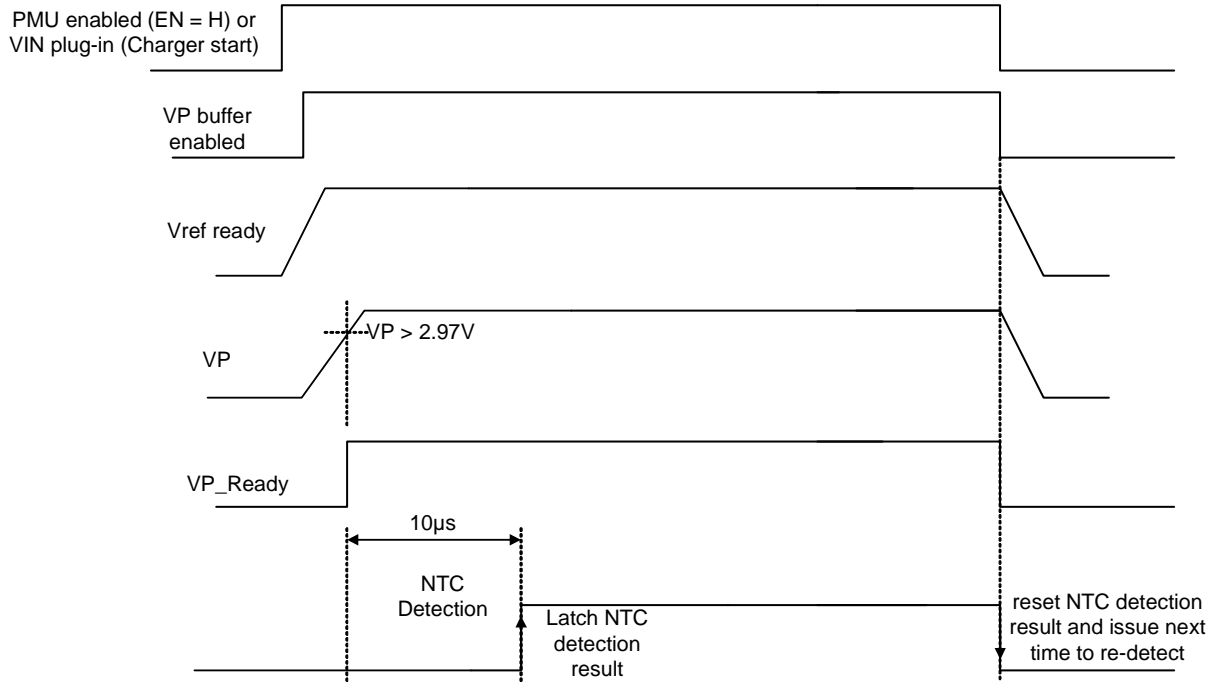 PMU enabled (EN = H) or
VIN plug-in (Charger start)
VP buffer
enabled
Vref ready
VP > 2.97V
VP
VP_Ready
10µs
NTC
Detection
Latch NTC
detection
result
reset NTC detection
result and issue next
time to re-detect